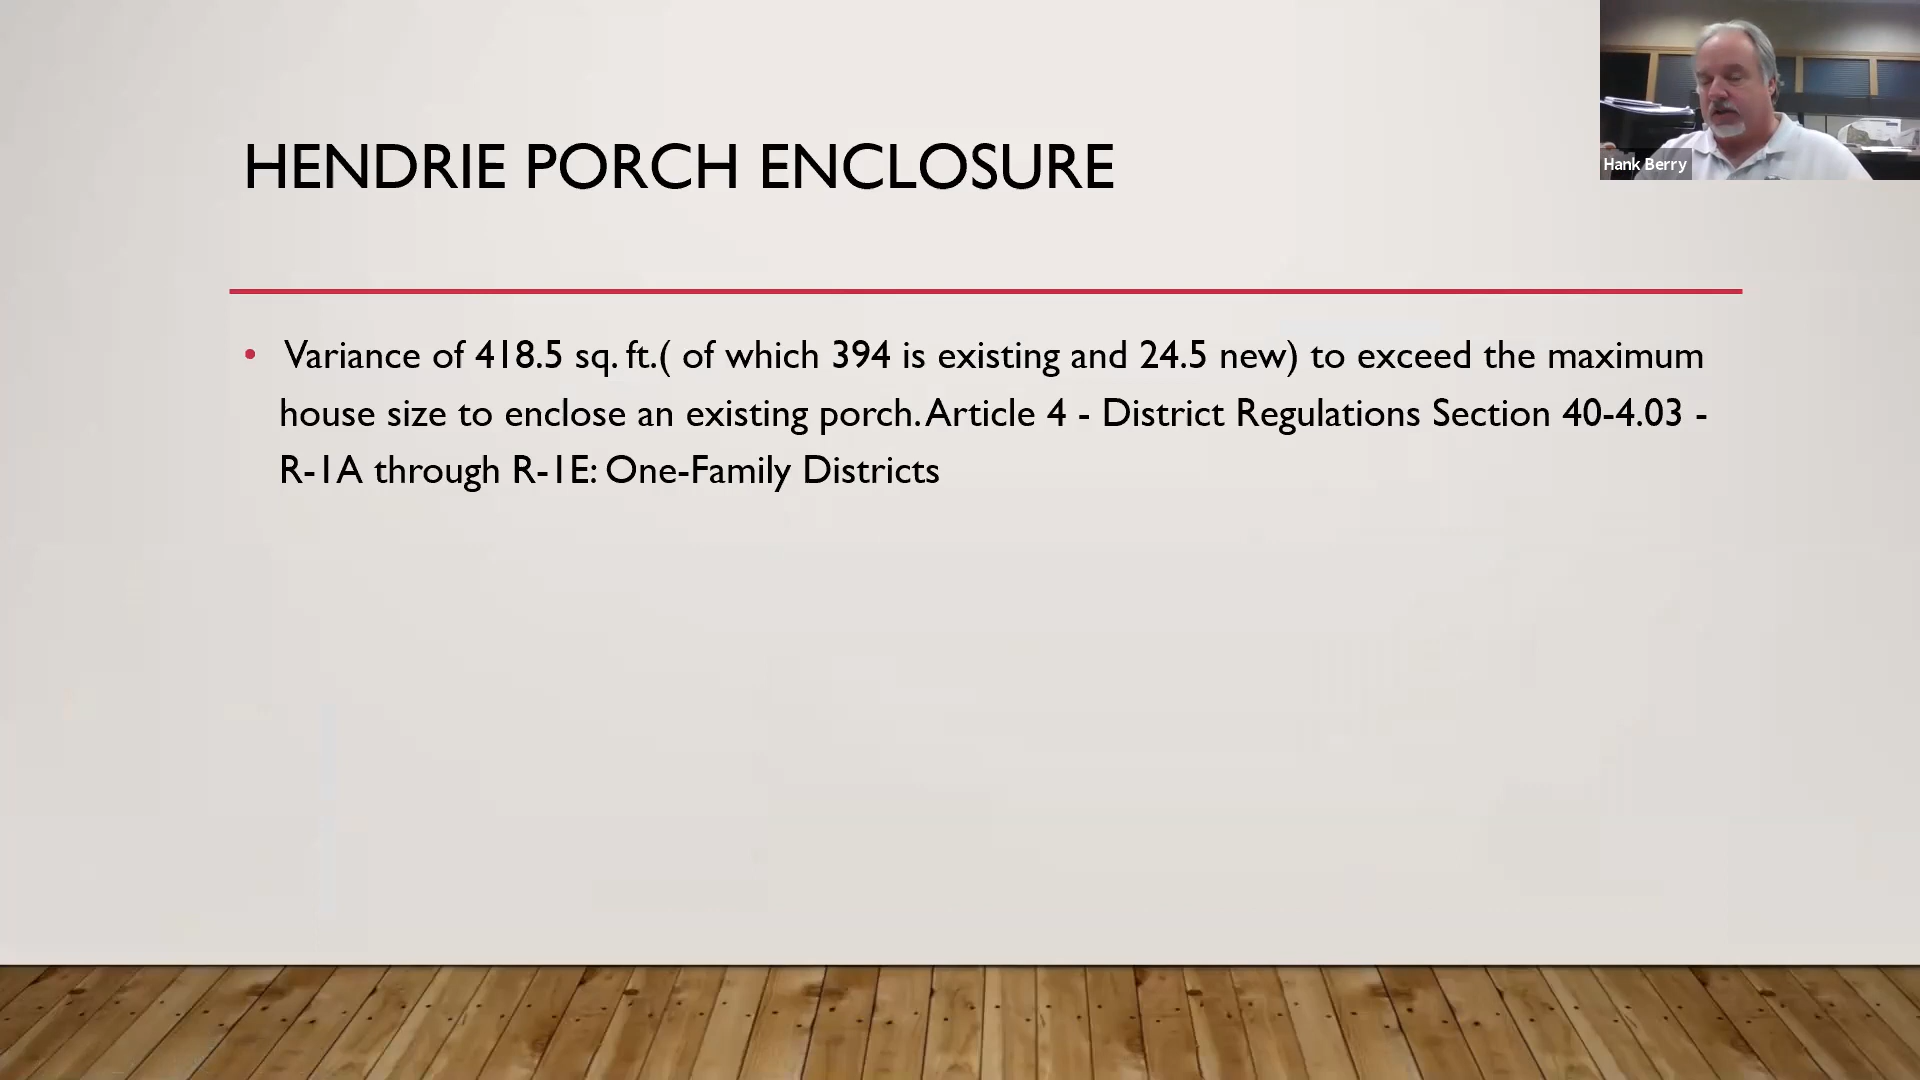 HENDRIE PORCH ENCLOSURE
Hank Berry
• Variance of 418.5 sq. ft.( of which 394 is existing and 24.5 new) to exceed the maximum
house size to enclose an existing porch. Article 4 - District Regulations Section 40-4.03 -
R-1A through R-1E: One-Family Districts